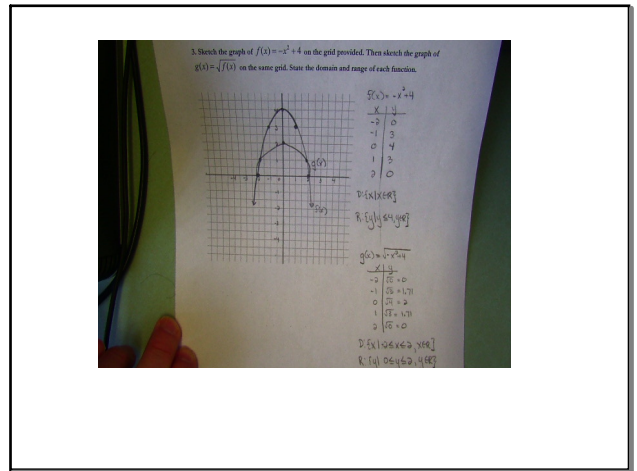 3. Sketch the graph of f(x) = -x² + 4 on the grid provided. Then sketch the graph of
g(x) = √f(x) on the same grid. State the domain and range of each function.
f(x) = -x²+4
x | y
-2 | 0
-1 | 3
0 | 4
1 | 3
2 | 0
D: {x|x∈R}
R: {y|y≤4, y∈R}
g(x)
f(x)
g(x) = √-x²+4
x | y
-2 | √0 = 0
-1 | √3 = 1.71
0 | √4 = 2
1 | √3 = 1.71
2 | √0 = 0
D: {x|-2≤x≤2, x∈R}
R: {y| 0≤y≤2, y∈R}